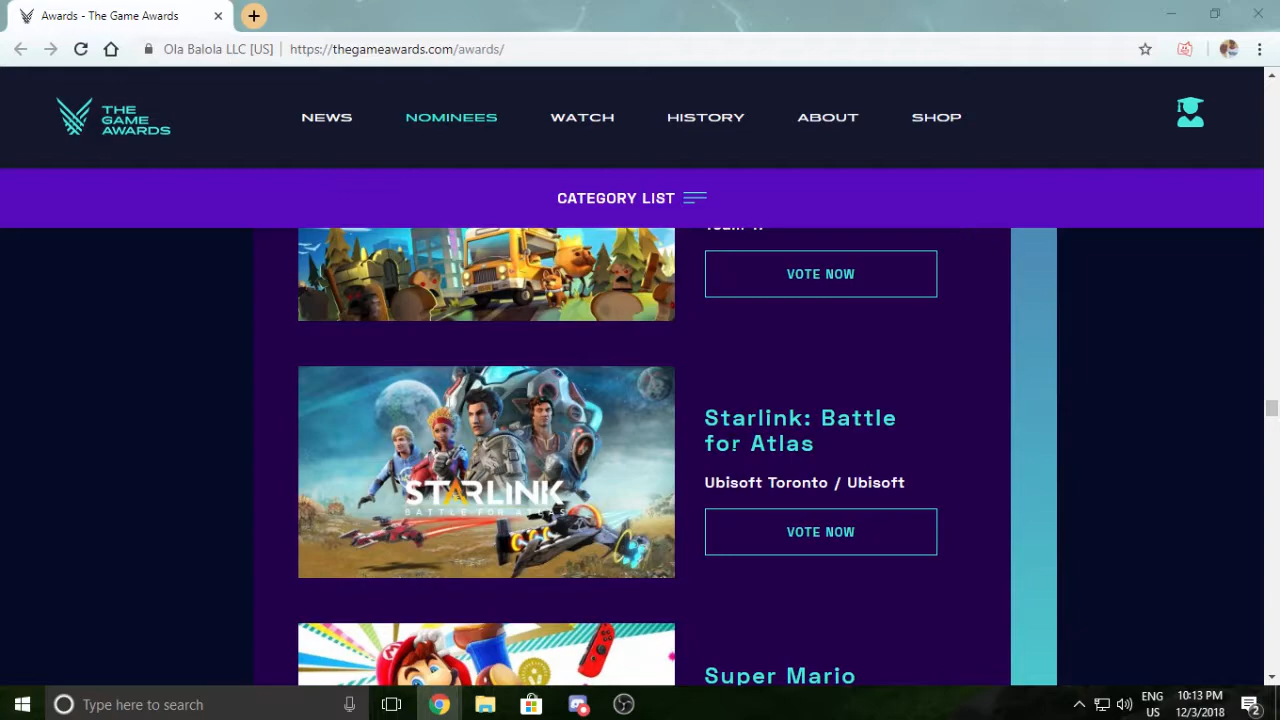 Awards - The Game Awards
Ola Balola LLC [US]
https://thegameawards.com/awards/
THE
GAME
AWARDS
NEWS
NOMINEES
WATCH
HISTORY
ABOUT
SHOP
CATEGORY LIST
VOTE NOW
STARLINK
BATTLE FOR ATLAS
Starlink: Battle
for Atlas
Ubisoft Toronto / Ubisoft
VOTE NOW
Super Mario
Type here to search
ENG
US
10:13 PM
12/3/2018
2